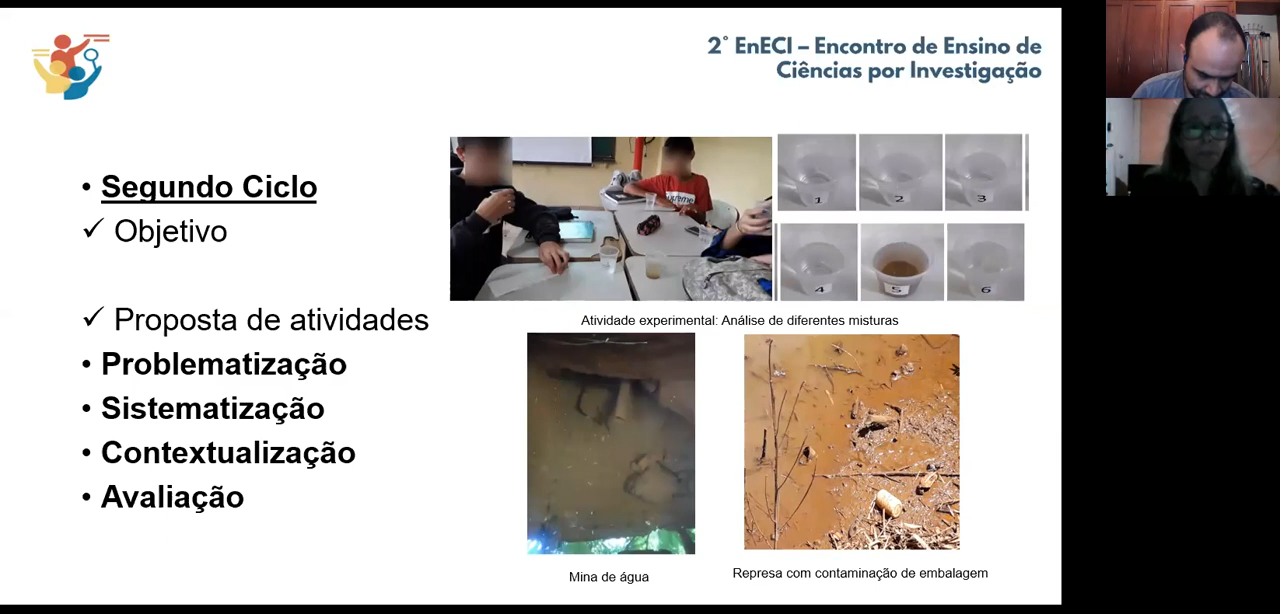 2° EnECI – Encontro de Ensino de
Ciências por Investigação
• Segundo Ciclo
✓ Objetivo
✓ Proposta de atividades
• Problematização
• Sistematização
• Contextualização
• Avaliação
1
2
3
4
5
6
Atividade experimental: Análise de diferentes misturas
Mina de água
Represa com contaminação de embalagem